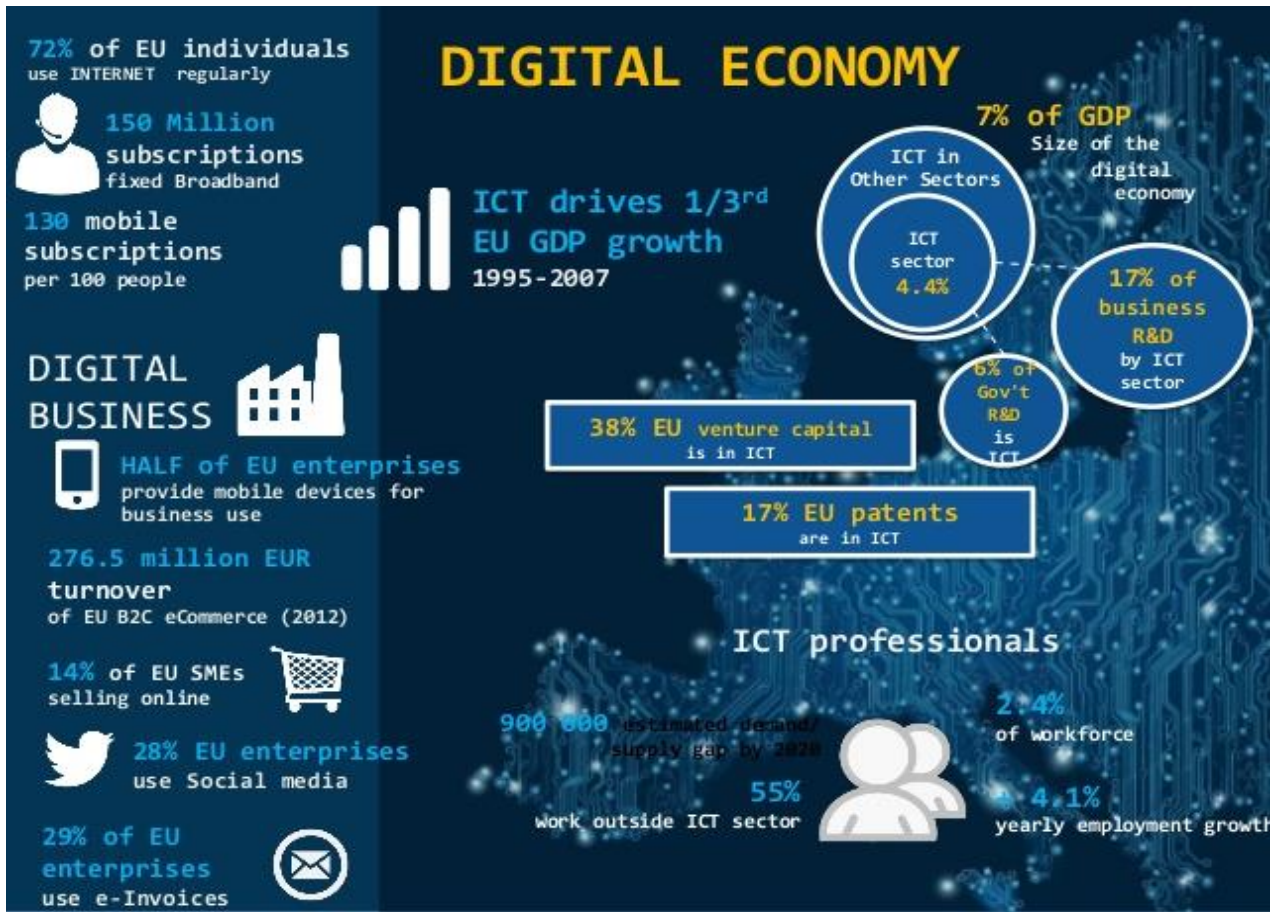 72% of EU individuals
use INTERNET regularly
150 Million
subscriptions
fixed Broadband
130 mobile
subscriptions
per 100 people
DIGITAL
BUSINESS
HALF of EU enterprises
provide mobile devices for
business use
276.5 million EUR
turnover
of EU B2C eCommerce (2012)
14% of EU SMEs
selling online
28% EU enterprises
use Social media
29% of EU
enterprises
use e-Invoices
DIGITAL ECONOMY
ICT drives 1/3rd
EU GDP growth
1995-2007
7% of GDP
Size of the
digital
economy
ICT in
Other Sectors
ICT
sector
4.4%
17% of
business
R&D
by ICT
sector
6% of
Gov't
R&D
is
ICT
38% EU venture capital
is in ICT
17% EU patents
are in ICT
ICT professionals
900 000 estimated demand/
supply gap by 2020
55%
work outside ICT sector
2.4%
of workforce
+ 4.1%
yearly employment growth